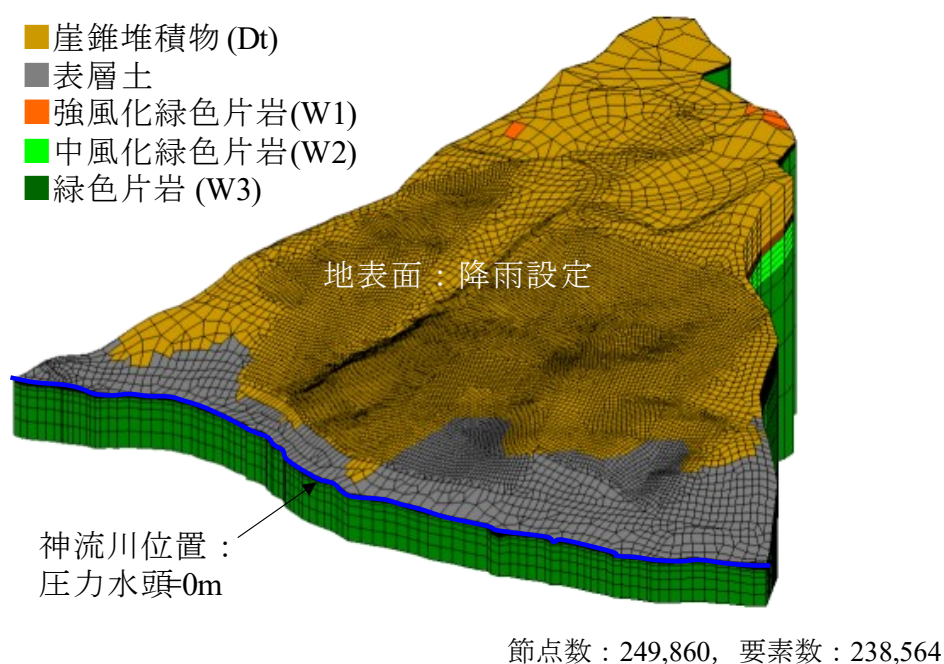 崖錐堆積物 (Dt)
表層土
強風化緑色片岩(W1)
中風化緑色片岩(W2)
緑色片岩 (W3)
地表面：降雨設定
神流川位置：
圧力水頭=0m
節点数：249,860，要素数：238,564